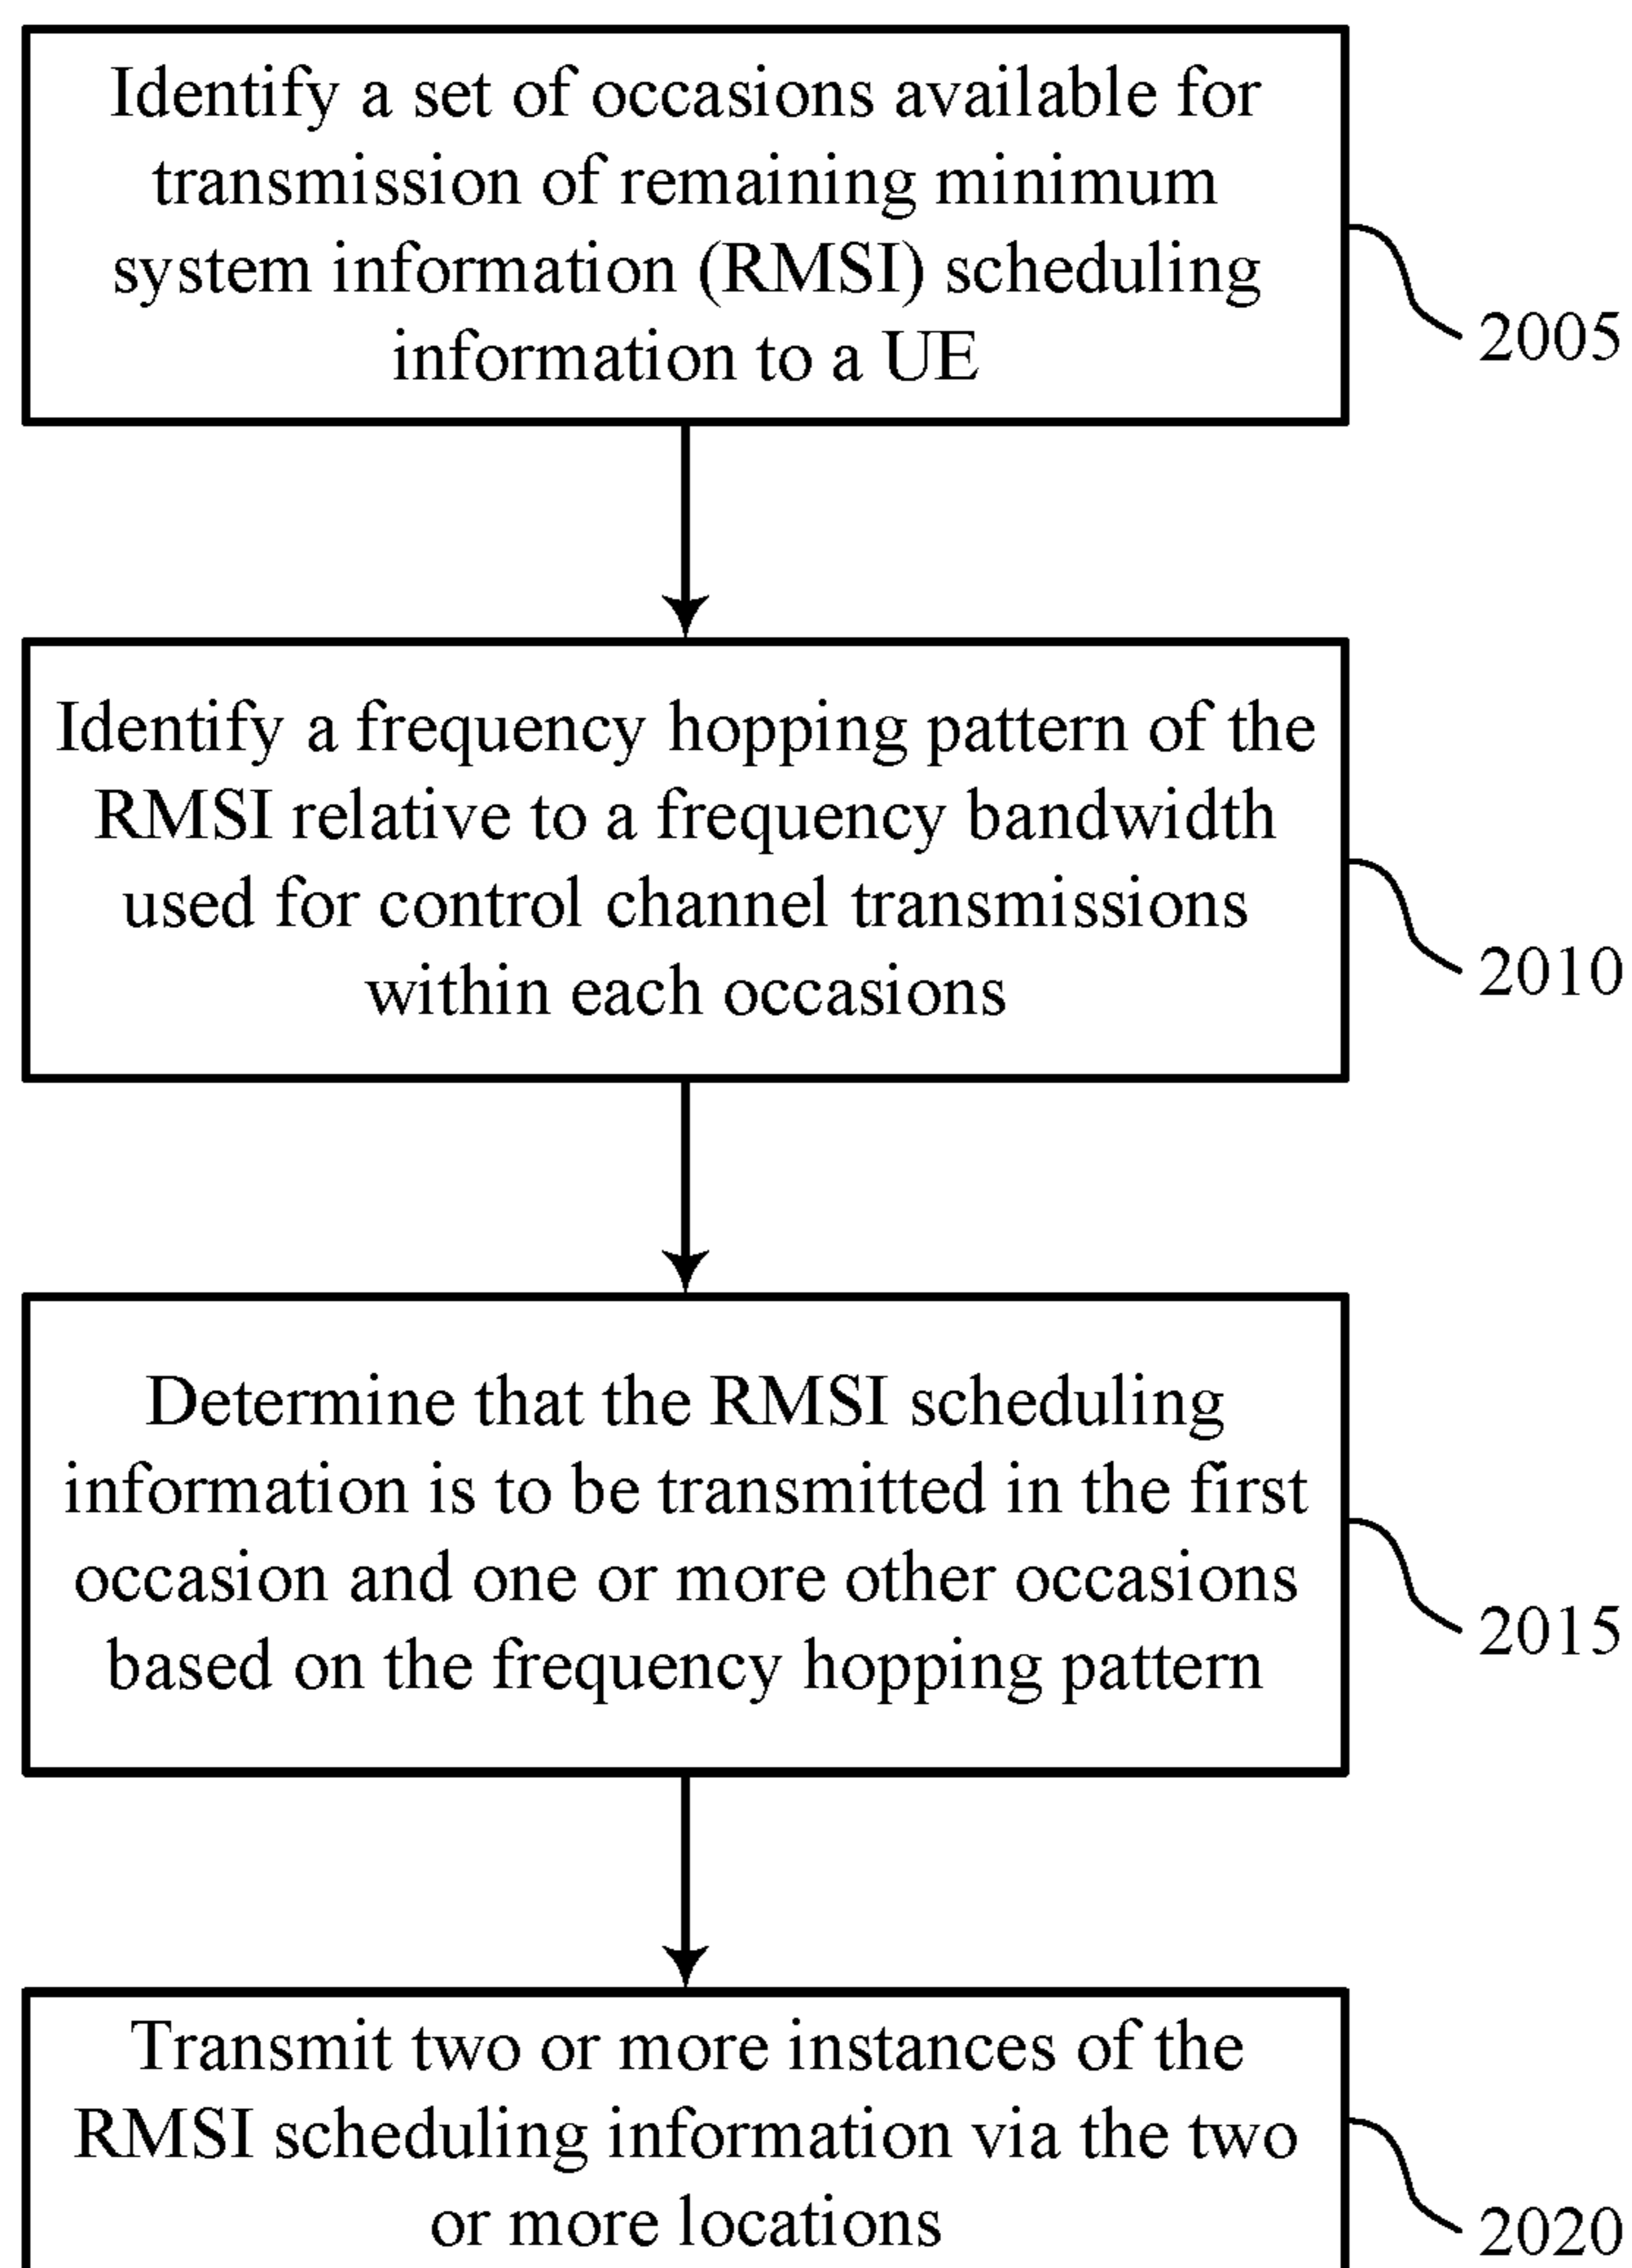 Identify a set of occasions available for
transmission of remaining minimum
system information (RMSI) scheduling
information to a UE
2005
Identify a frequency hopping pattern of the
RMSI relative to a frequency bandwidth
used for control channel transmissions
within each occasions
2010
Determine that the RMSI scheduling
information is to be transmitted in the first
occasion and one or more other occasions
based on the frequency hopping pattern
2015
Transmit two or more instances of the
RMSI scheduling information via the two
or more locations
2020